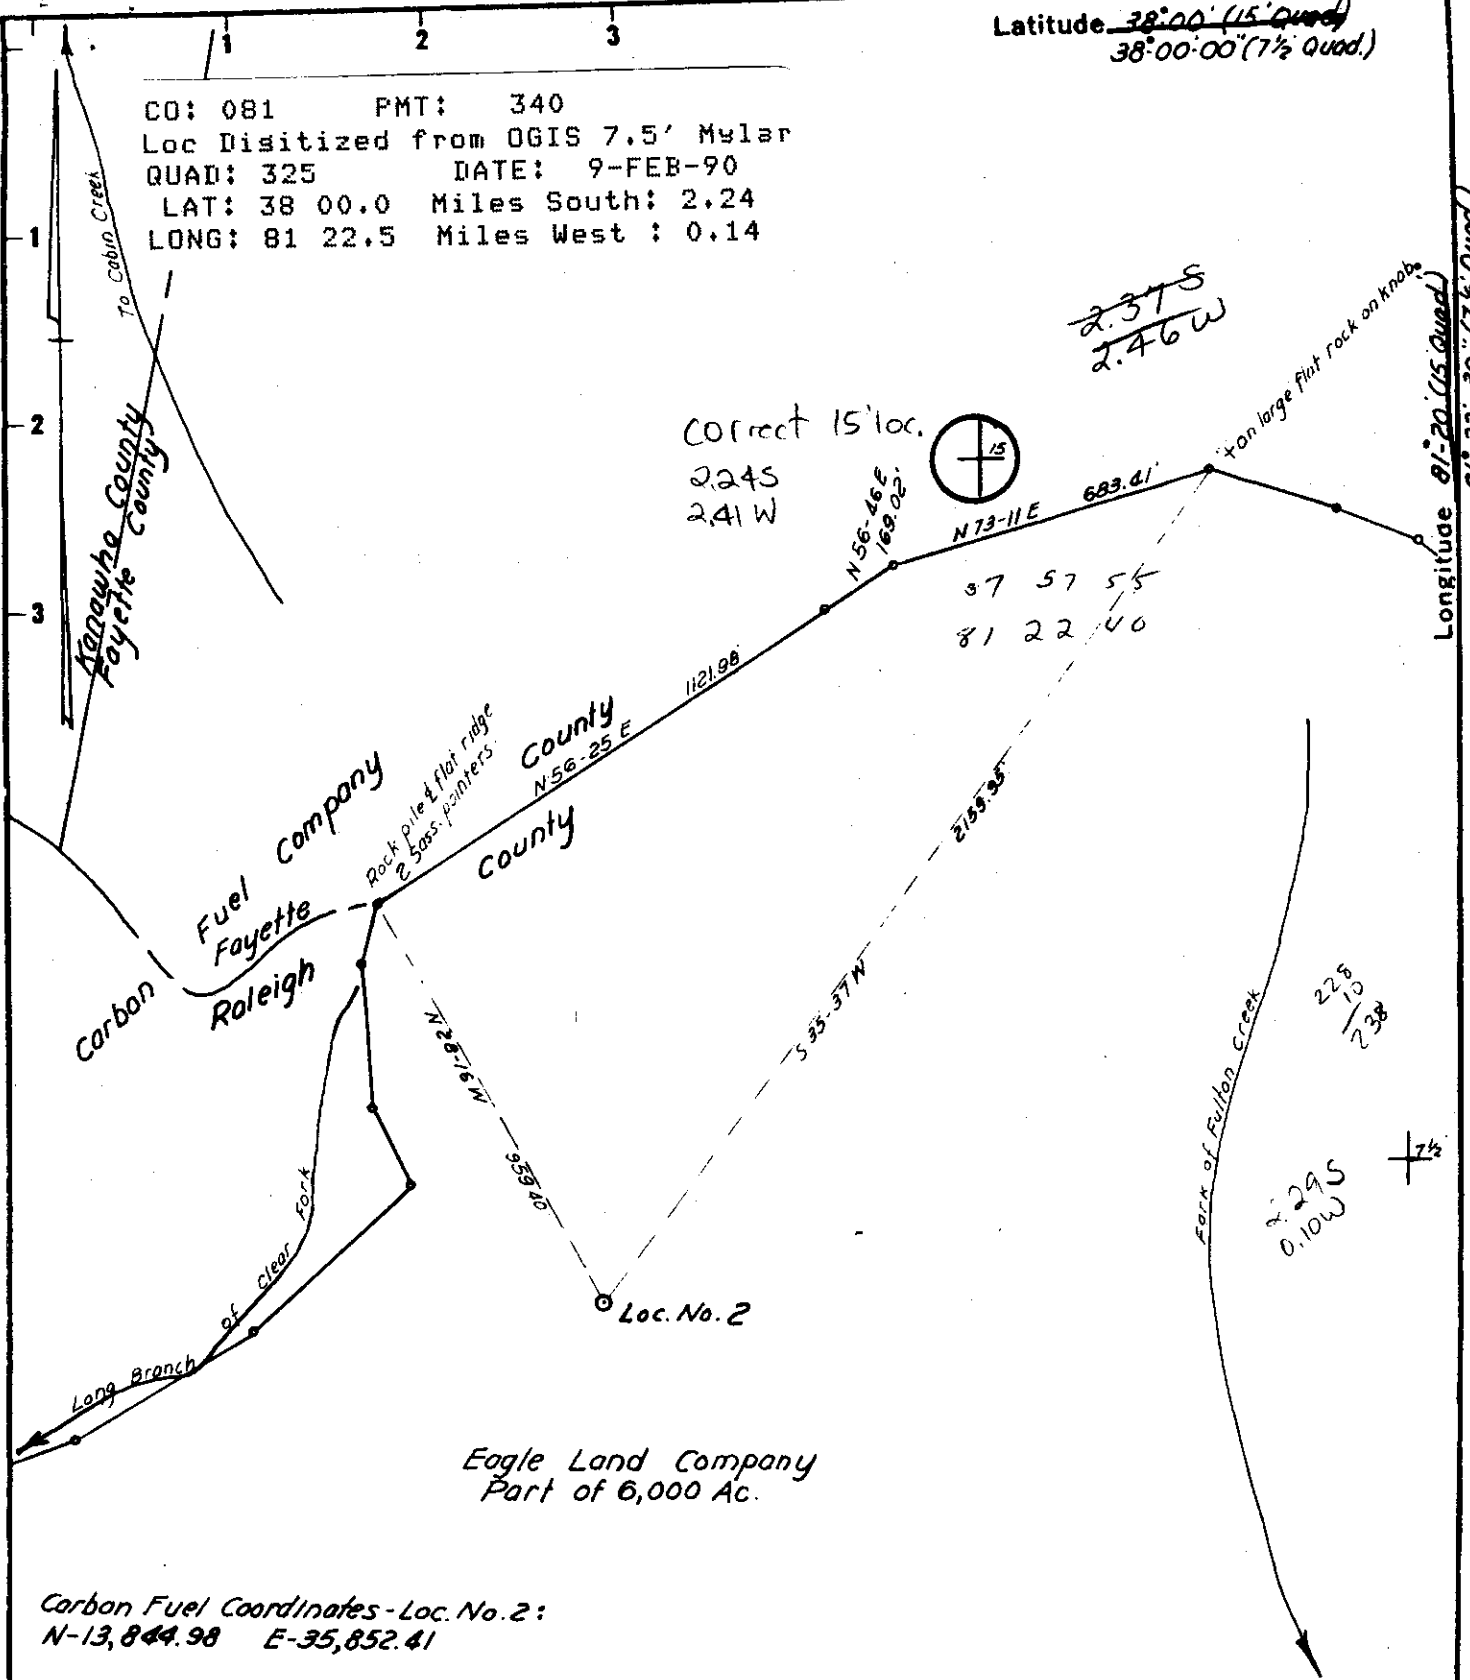 1 2 3
Latitude 38°00' (15' Quad)
38°00'00" (7½ Quad.)
CO: 081 PMT: 340
Loc Digitized from OGIS 7.5' Mylar
QUAD: 325 DATE: 9-FEB-90
LAT: 38 00.0 Miles South: 2.24
LONG: 81 22.5 Miles West : 0.14
1
2
3
To Cabin Creek
Kanawha County
Fayette County
2.37 S
2.46 W
Correct 15' loc.
2.24S
2.41 W
15
+ on large flat rock on knob.
Longitude 81°-20' (15' Quad)
N 56-46 E
169.02'
N 73-11 E 683.41'
37 57 55
81 22 40
1121.98'
N-56-25 E
County
County
Rock pile & flat ridge
2 Sass. pointers.
Carbon Fuel Company
Fayette
Raleigh
2159.95'
S 35-37 W
N 28-16 W
959.40
Loc. No. 2
Long Branch of Clear Fork
Fork of Fulton Creek
228
10
238
7½
2.29S
0.10W
Eagle Land Company
Part of 6,000 Ac.
Carbon Fuel Coordinates - Loc. No. 2:
N-13,844.98 E-35,852.41